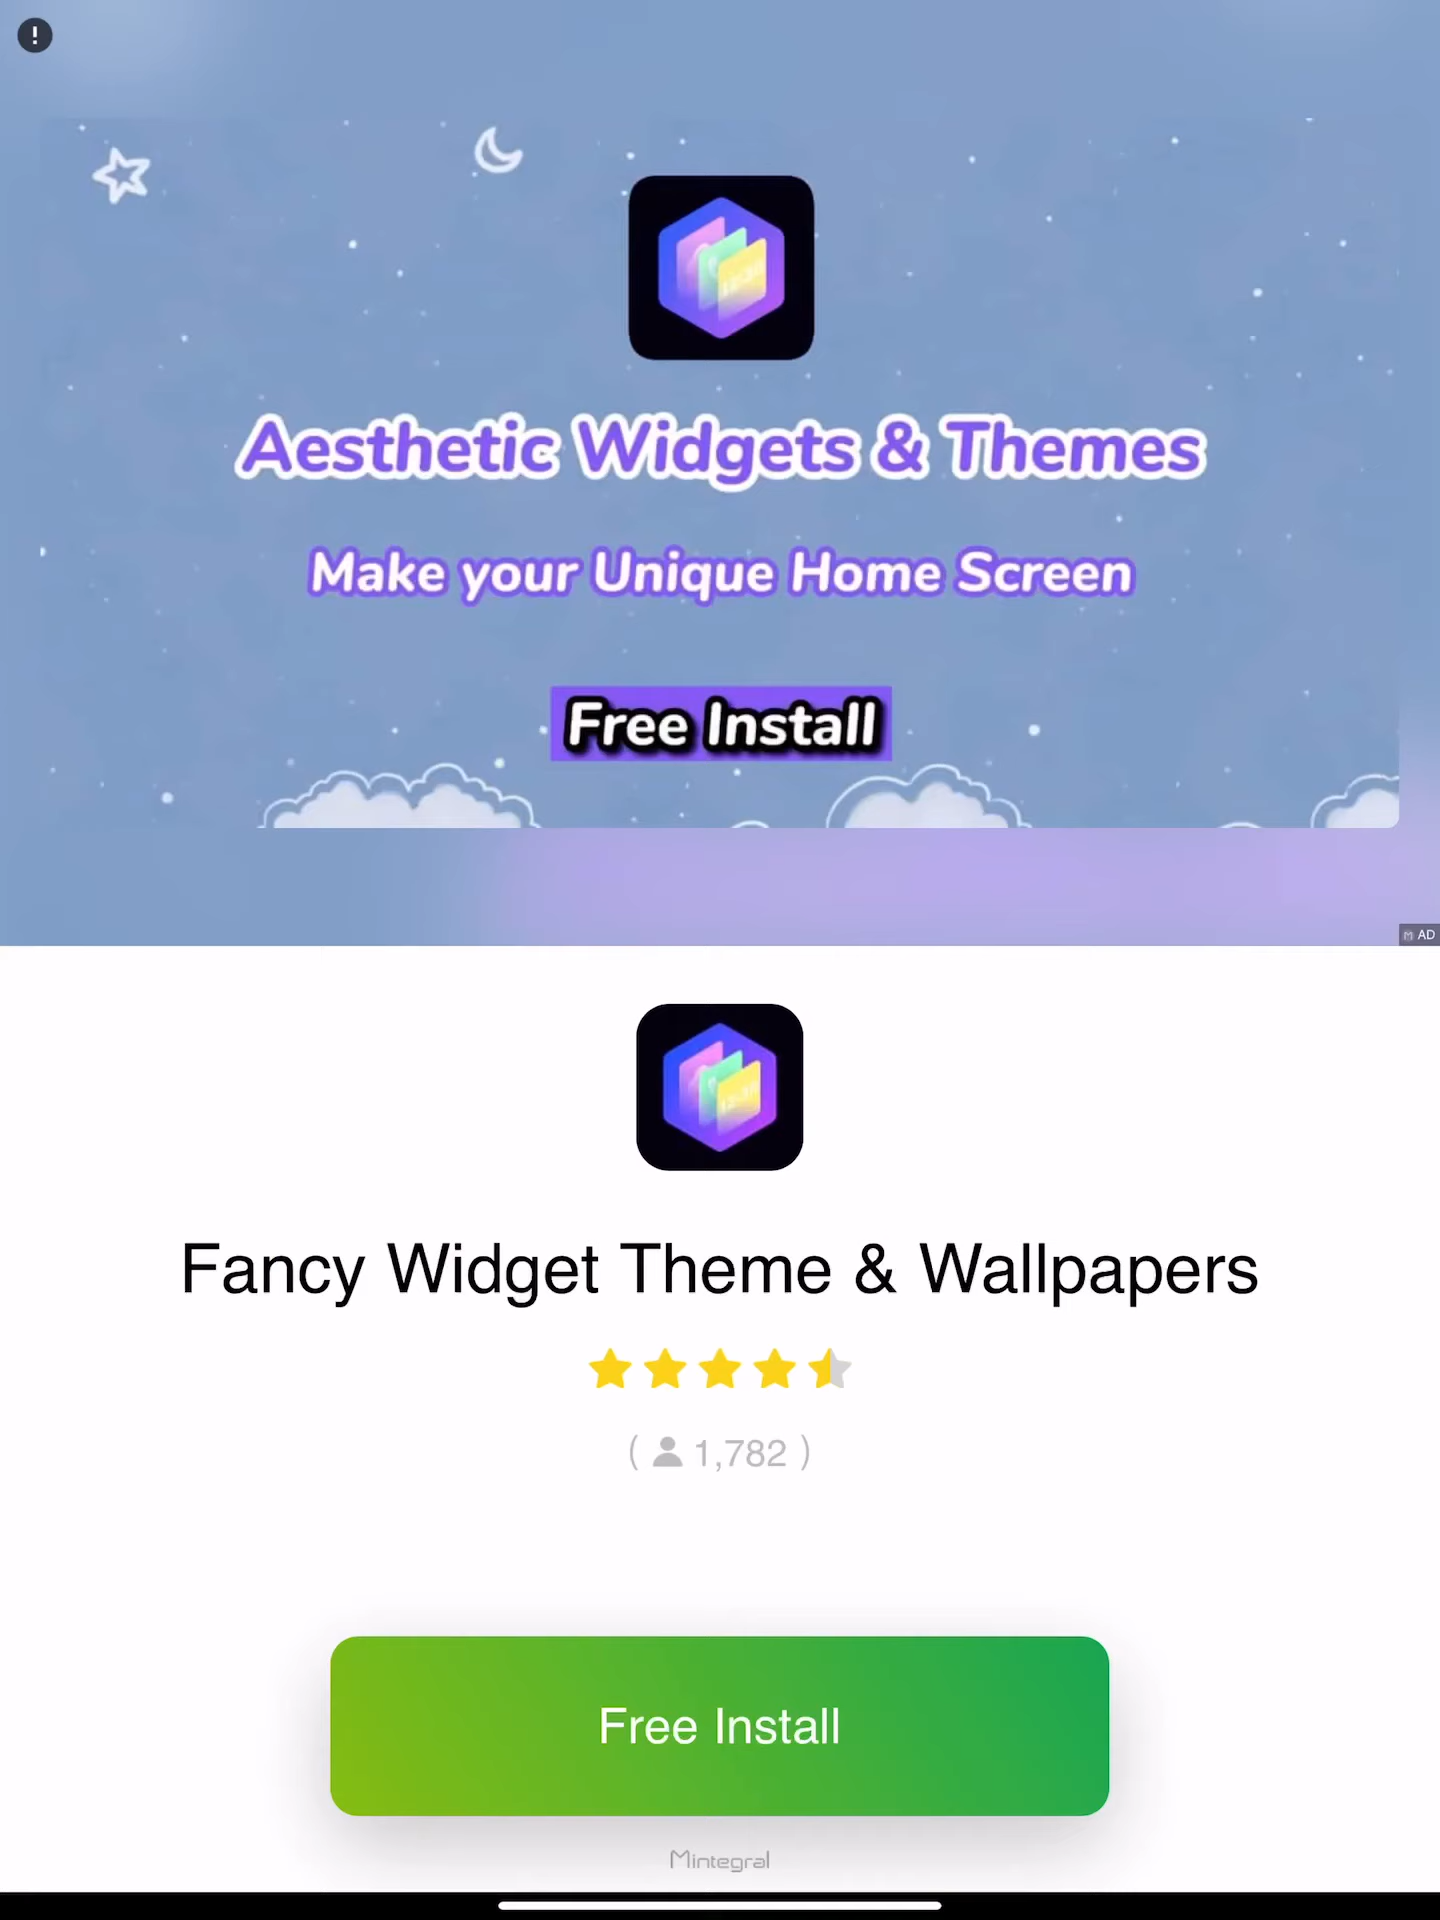 Aesthetic Widgets & Themes
Make your Unique Home Screen
Free Install
AD
Fancy Widget Theme & Wallpapers
( 1,782 )
Free Install
Mintegral